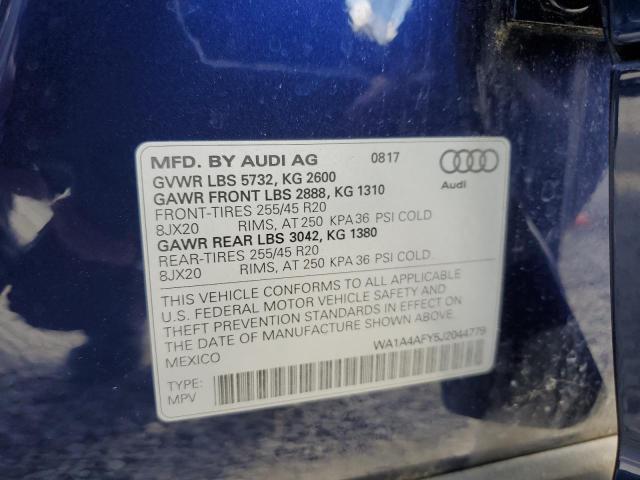 MFD. BY AUDI AG 0817
GVWR LBS 5732, KG 2600
GAWR FRONT LBS 2888, KG 1310
FRONT-TIRES 255/45 R20
8JX20 RIMS, AT 250 KPA 36 PSI COLD
GAWR REAR LBS 3042, KG 1380
REAR-TIRES 255/45 R20
8JX20 RIMS, AT 250 KPA 36 PSI COLD
Audi
THIS VEHICLE CONFORMS TO ALL APPLICABLE
U.S. FEDERAL MOTOR VEHICLE SAFETY AND
THEFT PREVENTION STANDARDS IN EFFECT ON
THE DATE OF MANUFACTURE SHOWN ABOVE.
MEXICO WA1A4AFY5J2044779
TYPE:
MPV